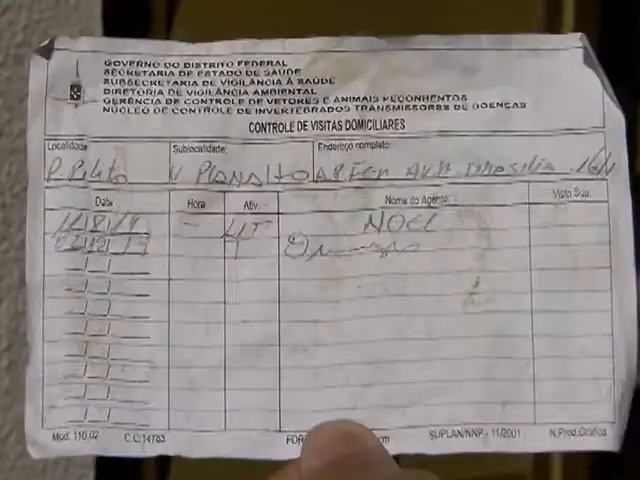 GOVERNO DO DISTRITO FEDERAL
SECRETARIA DE ESTADO DE SAÚDE
SUBSECRETARIA DE VIGILÂNCIA À SAÚDE
DIRETORIA DE VIGILÂNCIA AMBIENTAL
GERÊNCIA DE CONTROLE DE VETORES E ANIMAIS PEÇONHENTOS
NÚCLEO DE CONTROLE DE INVERTEBRADOS TRANSMISSORES DE DOENÇAS
CONTROLE DE VISITAS DOMICILIARES
Localidade: Sublocalidade: Endereço completo:
P. Piloto V. PLANALTO
Data Hora Ativ. Nome do Agente: Visto Sup.
- NOEL
Mod. 110.02 C.C:14783 cm SUPLAN/NNP - 11/2001 N.Prod.Gráfica